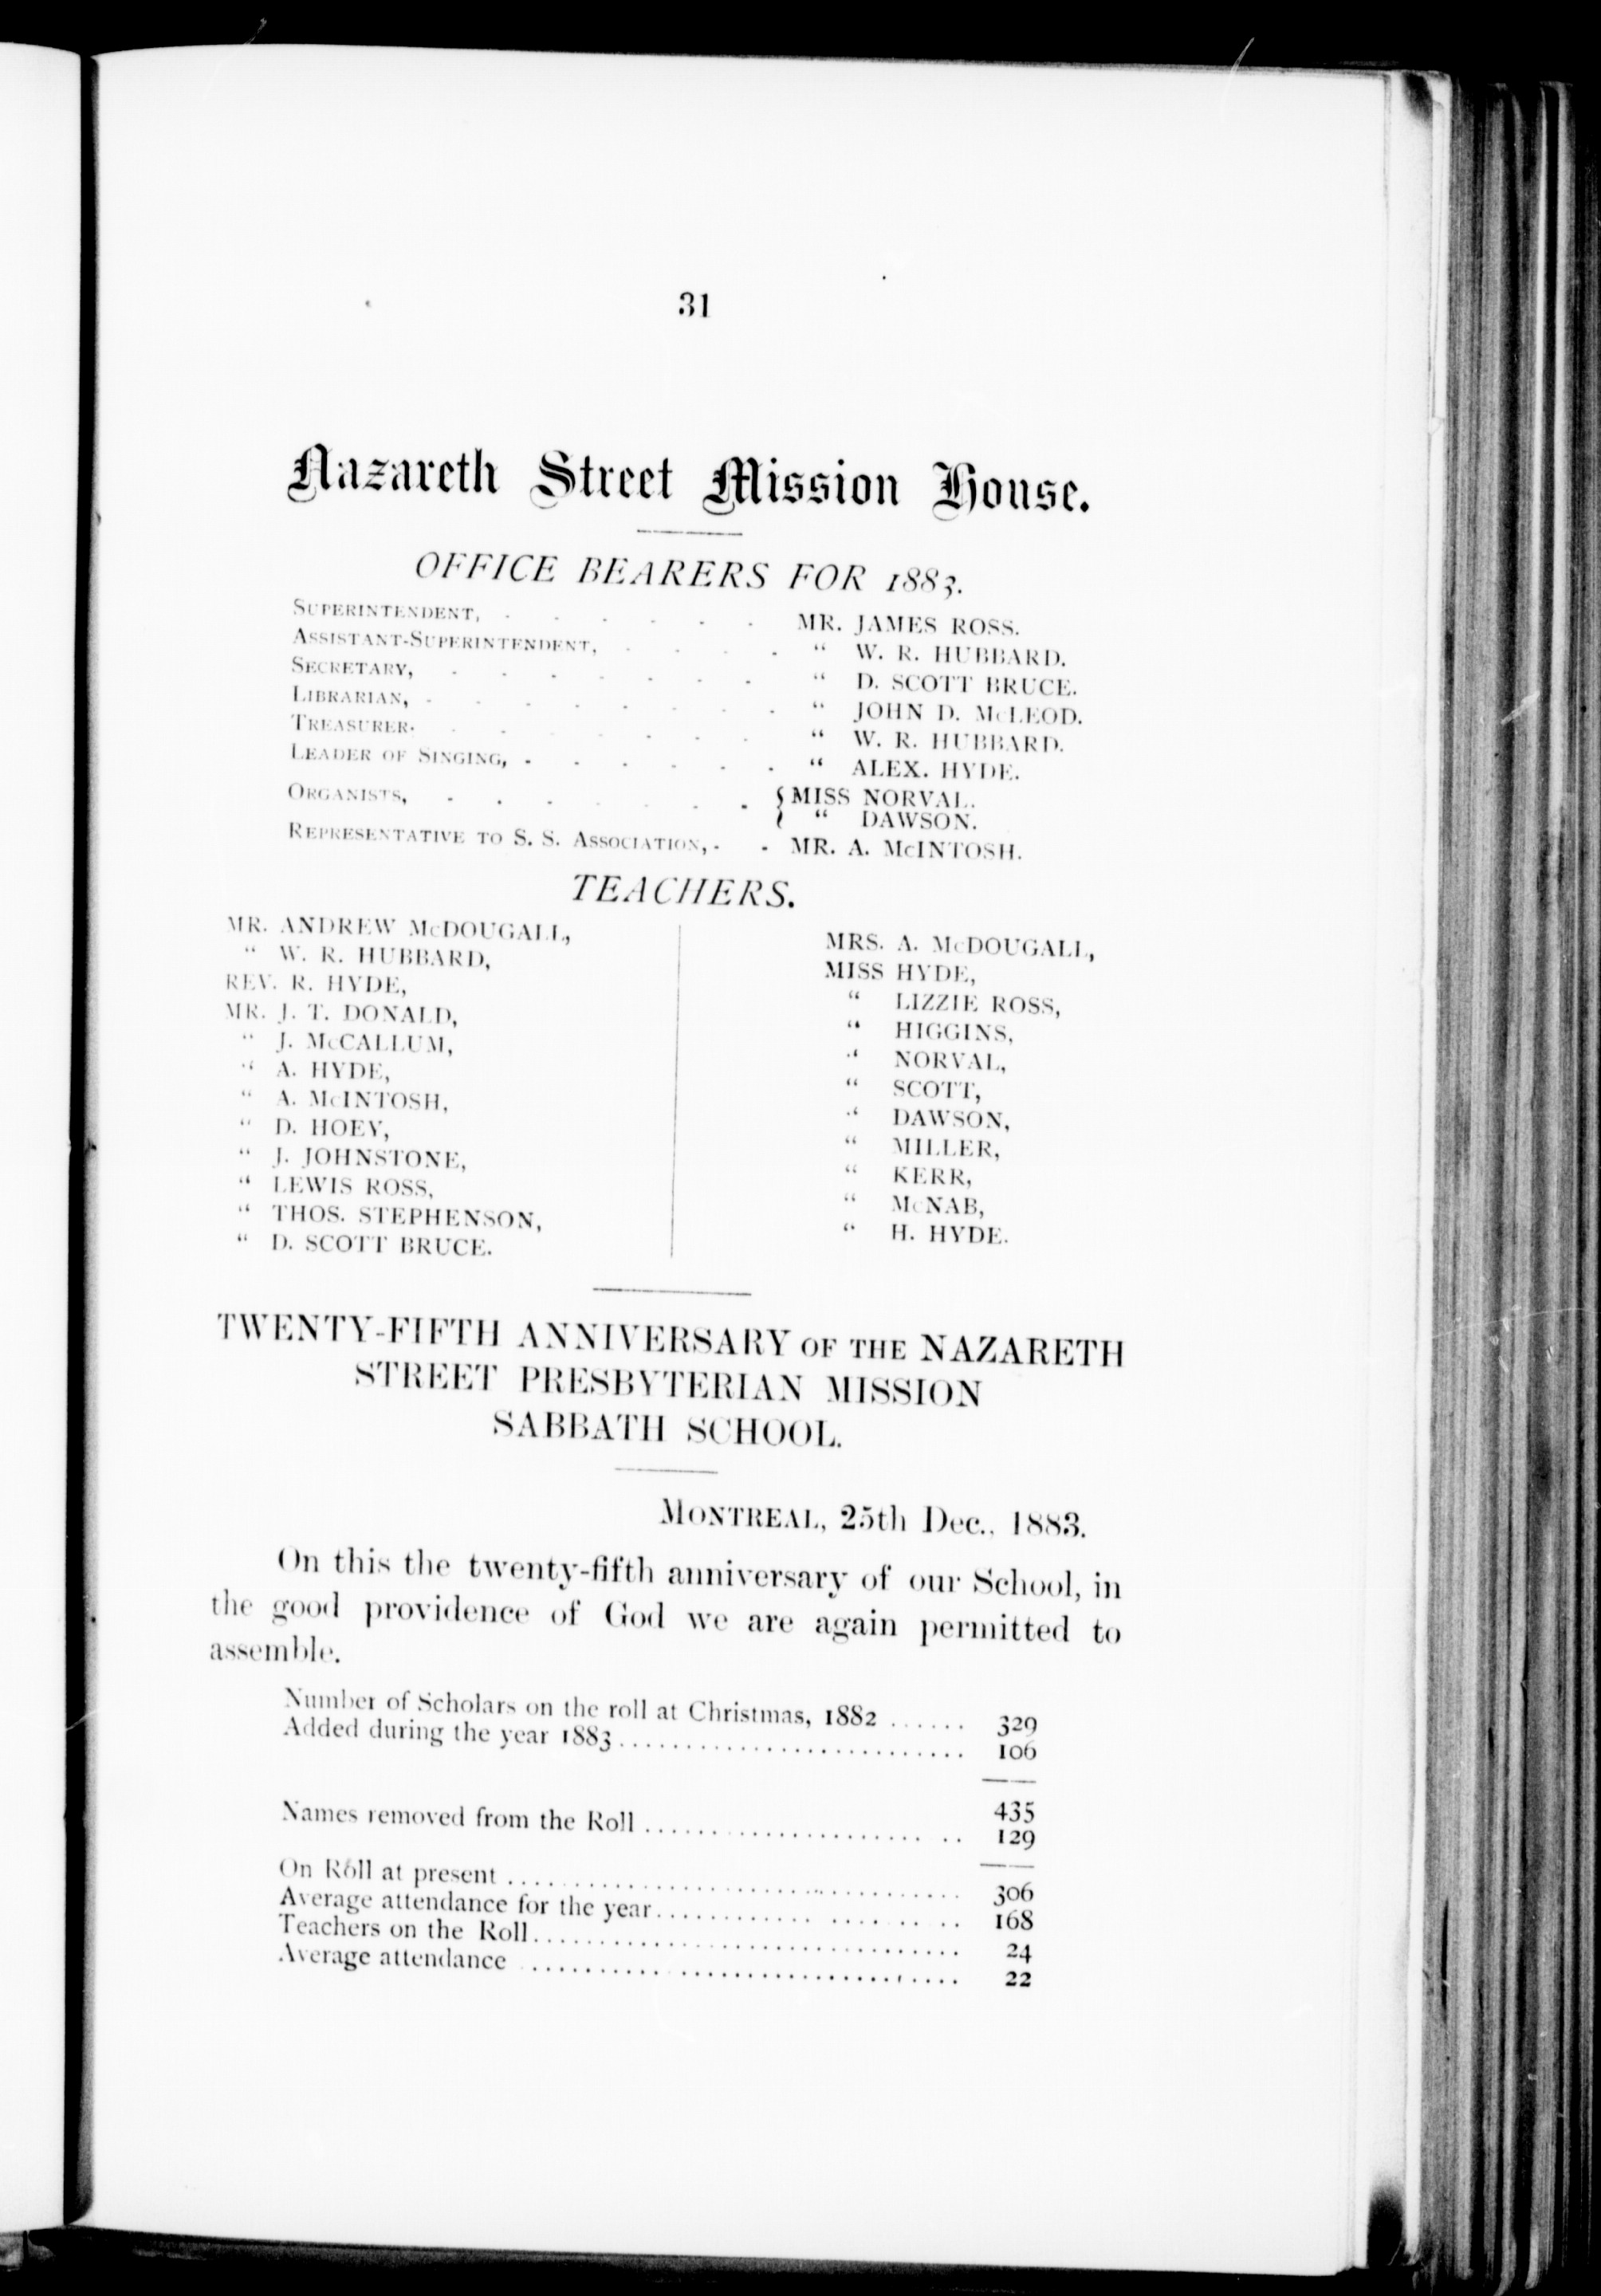 31
Nazareth Street Mission House.
OFFICE BEARERS FOR 1883.
SUPERINTENDENT, - - - - - - MR. JAMES ROSS.
ASSISTANT-SUPERINTENDENT, - - - - " W. R. HUBBARD.
SECRETARY, - - - - - - - " D. SCOTT BRUCE.
LIBRARIAN, - - - - - - - - " JOHN D. McLEOD.
TREASURER- - - - - - - - " W. R. HUBBARD.
LEADER OF SINGING, - - - - - - " ALEX. HYDE.
ORGANISTS, - - - - - - - { MISS NORVAL.
" DAWSON.
REPRESENTATIVE TO S. S. ASSOCIATION, - - MR. A. McINTOSH.
TEACHERS.
MR. ANDREW McDOUGALL,
" W. R. HUBBARD,
REV. R. HYDE,
MR. J. T. DONALD,
" J. McCALLUM,
" A. HYDE,
" A. McINTOSH,
" D. HOEY,
" J. JOHNSTONE,
" LEWIS ROSS,
" THOS. STEPHENSON,
" D. SCOTT BRUCE.
MRS. A. McDOUGALL,
MISS HYDE,
" LIZZIE ROSS,
" HIGGINS,
" NORVAL,
" SCOTT,
" DAWSON,
" MILLER,
" KERR,
" McNAB,
" H. HYDE.
TWENTY-FIFTH ANNIVERSARY OF THE NAZARETH
STREET PRESBYTERIAN MISSION
SABBATH SCHOOL.
MONTREAL, 25th Dec., 1883.
On this the twenty-fifth anniversary of our School, in
the good providence of God we are again permitted to
assemble.
Number of Scholars on the roll at Christmas, 1882 ...... 329
Added during the year 1883 .......................... 106
435
Names removed from the Roll ........................ 129
On Roll at present .................................. 306
Average attendance for the year ....................... 168
Teachers on the Roll ................................ 24
Average attendance ................................ 22